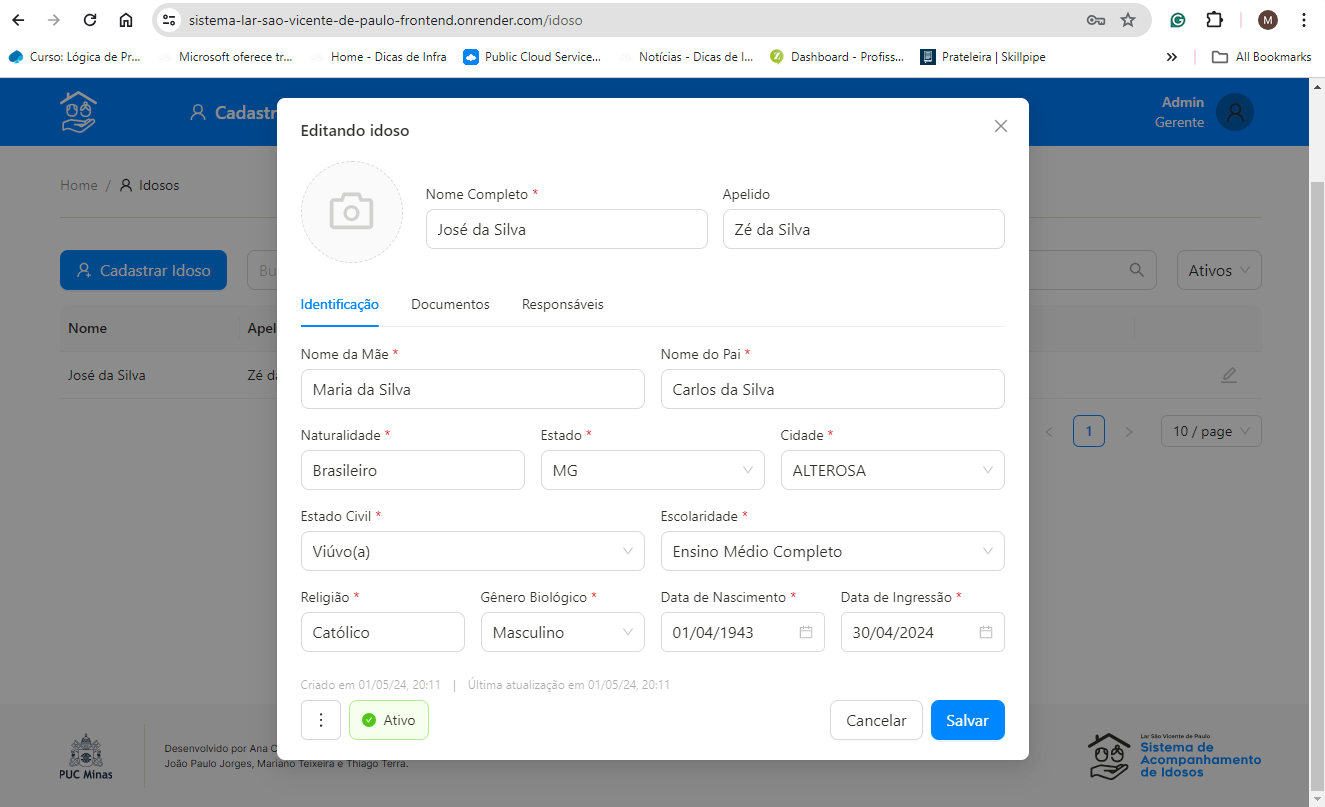 sistema-lar-sao-vicente-de-paulo-frontend.onrender.com/idoso
M
Curso: Lógica de Pr... Microsoft oferece tr... Home - Dicas de Infra Public Cloud Service... Notícias - Dicas de I... Dashboard - Profiss... Prateleira | Skillpipe » All Bookmarks
Cadastr
Admin
Gerente
Editando idoso
Home / Idosos
Nome Completo * Apelido
José da Silva Zé da Silva
Cadastrar Idoso Bu Ativos
Identificação Documentos Responsáveis
Nome Apel
Nome da Mãe * Nome do Pai *
José da Silva Zé d
Maria da Silva Carlos da Silva
Naturalidade * Estado * Cidade *
< 1 > 10 / page
Brasileiro MG ALTEROSA
Estado Civil * Escolaridade *
Viúvo(a) Ensino Médio Completo
Religião * Gênero Biológico * Data de Nascimento * Data de Ingressão *
Católico Masculino 01/04/1943 30/04/2024
Criado em 01/05/24, 20:11 | Última atualização em 01/05/24, 20:11
Ativo Cancelar Salvar
PUC Minas
Desenvolvido por Ana C
João Paulo Jorges, Mariano Teixeira e Thiago Terra.
Lar São Vicente de Paulo
Sistema de
Acompanhamento
de Idosos